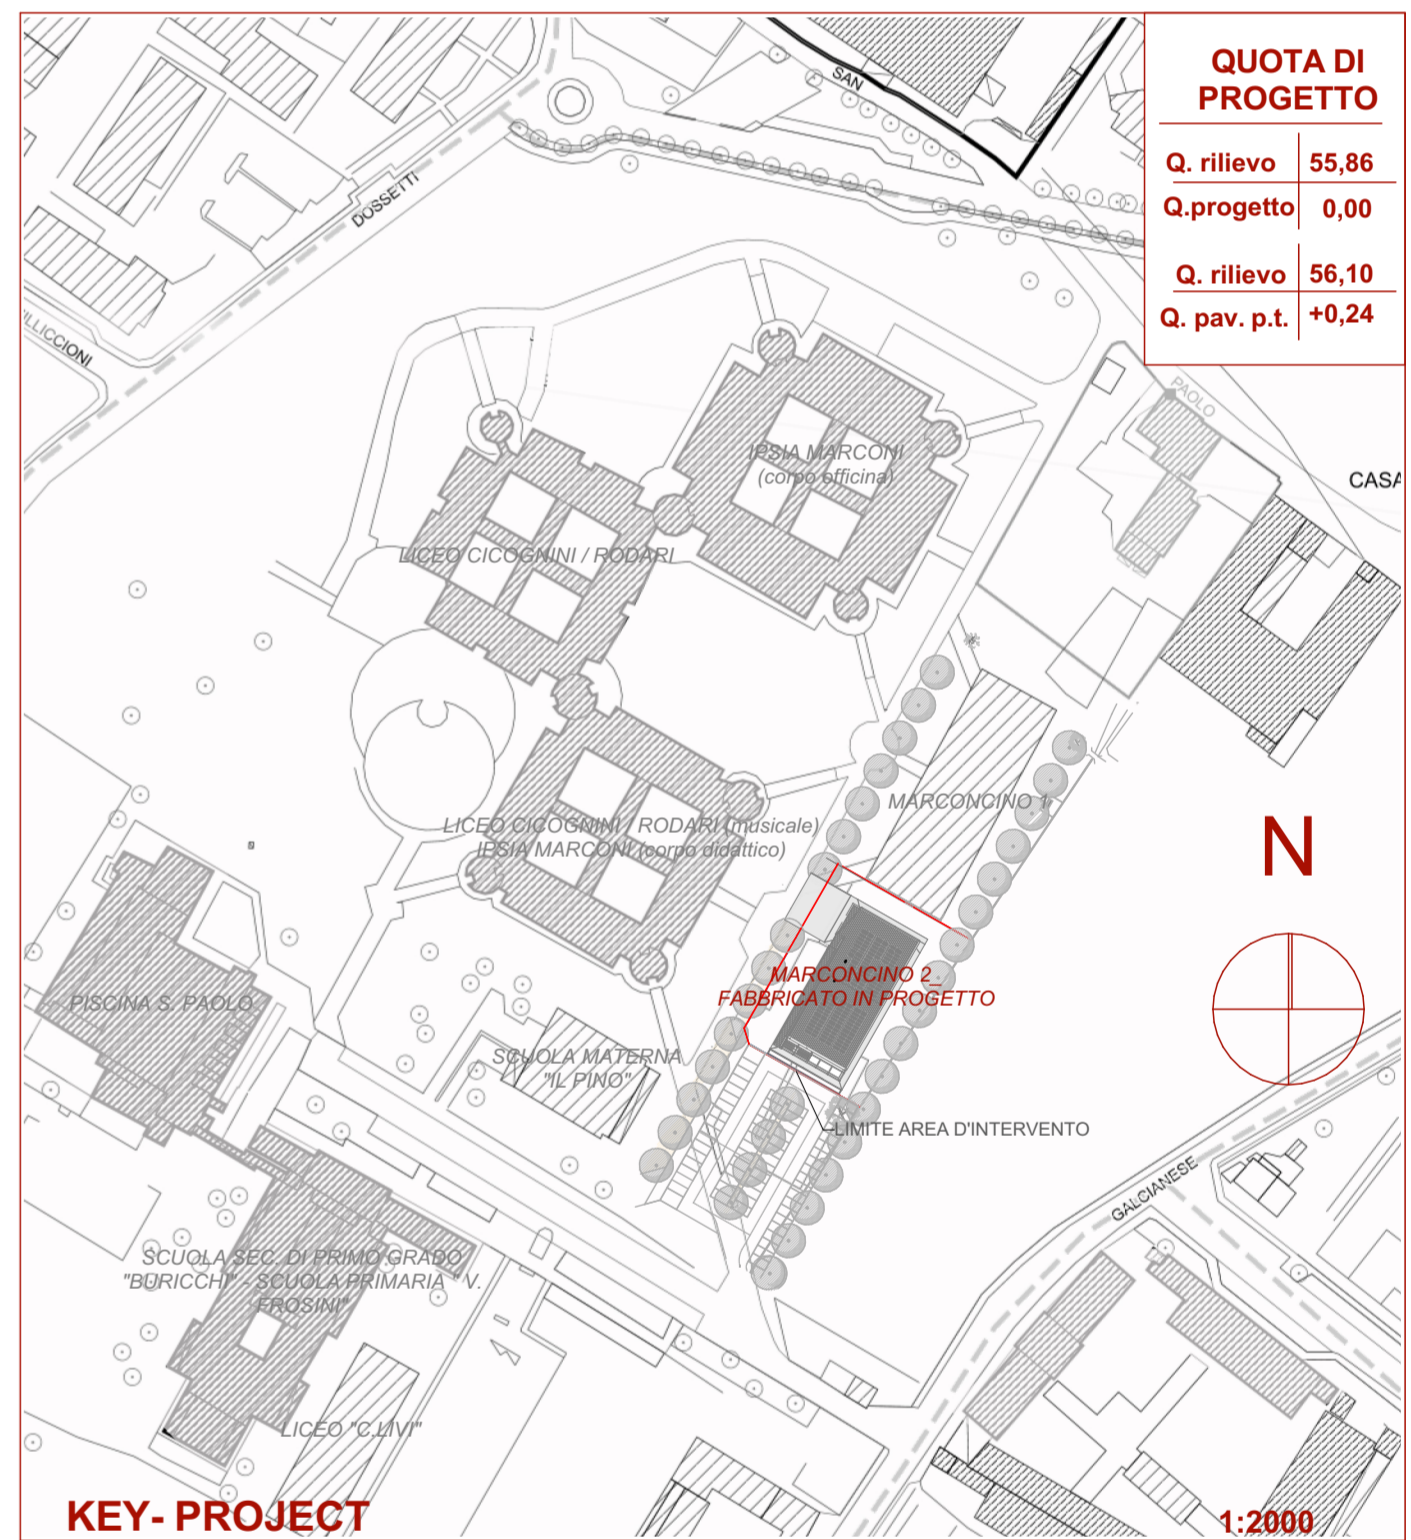 QUOTA DI
PROGETTO
Q. rilievo 55,86
Q.progetto 0,00
Q. rilievo 56,10
Q. pav. p.t. +0,24
SAN
DOSSETTI
PAOLO
IPSIA MARCONI
(corpo officina)
CASA
LICEO CICOGNINI / RODARI
MARCONCINO 1
LICEO CICOGNINI / RODARI (musicale)
IPSIA MARCONI (corpo didattico)
N
MARCONCINO 2_
FABBRICATO IN PROGETTO
PISCINA S. PAOLO
SCUOLA MATERNA
"IL PINO"
LIMITE AREA D'INTERVENTO
GALCIANESE
SCUOLA SEC. DI PRIMO GRADO
"BURICCHI" - SCUOLA PRIMARIA " V.
FROSINI"
LICEO "C.LIVI"
KEY- PROJECT
1:2000